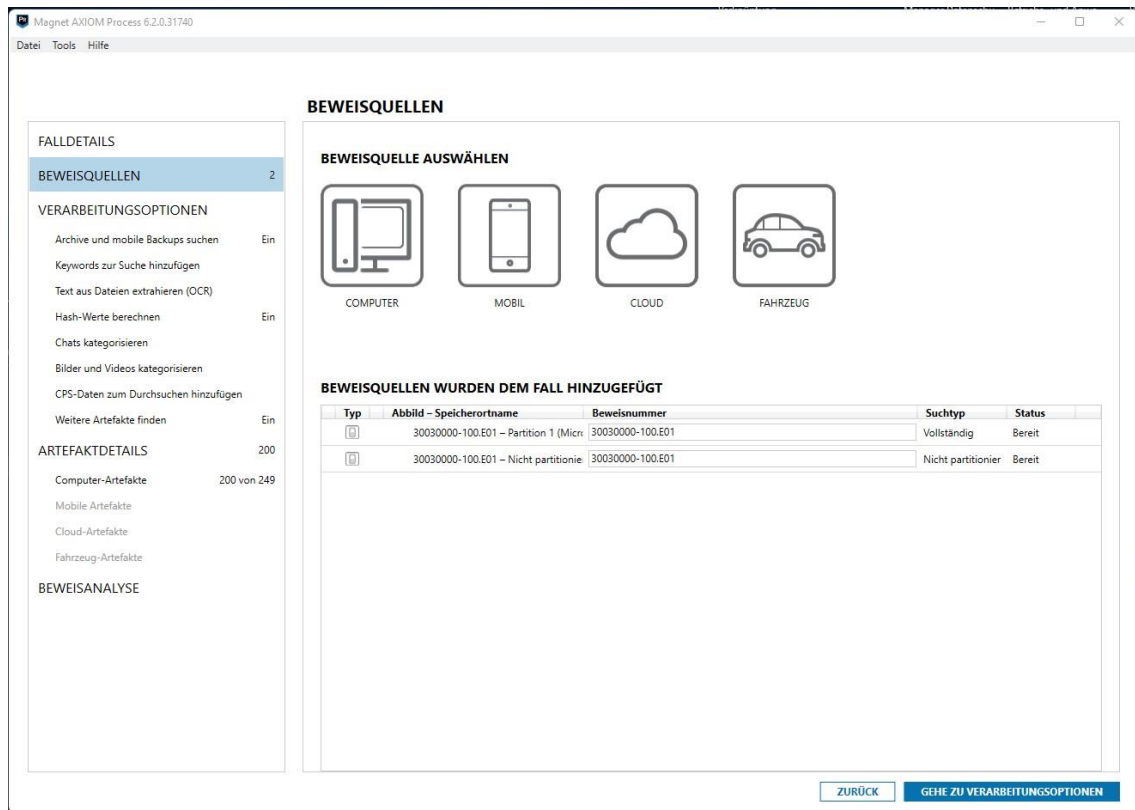 Magnet AXIOM Process 6.2.0.31740
Datei Tools Hilfe
BEWEISQUELLEN
FALLDETAILS
BEWEISQUELLEN 2
VERARBEITUNGSOPTIONEN
Archive und mobile Backups suchen Ein
Keywords zur Suche hinzufügen
Text aus Dateien extrahieren (OCR)
Hash-Werte berechnen Ein
Chats kategorisieren
Bilder und Videos kategorisieren
CPS-Daten zum Durchsuchen hinzufügen
Weitere Artefakte finden Ein
ARTEFAKTDETAILS 200
Computer-Artefakte 200 von 249
Mobile Artefakte
Cloud-Artefakte
Fahrzeug-Artefakte
BEWEISANALYSE
BEWEISQUELLE AUSWÄHLEN
COMPUTER MOBIL CLOUD FAHRZEUG
BEWEISQUELLEN WURDEN DEM FALL HINZUGEFÜGT
Typ Abbild – Speicherortname Beweisnummer Suchtyp Status
30030000-100.E01 – Partition 1 (Micr 30030000-100.E01 Vollständig Bereit
30030000-100.E01 – Nicht partitionie 30030000-100.E01 Nicht partitionier Bereit
ZURÜCK GEHE ZU VERARBEITUNGSOPTIONEN